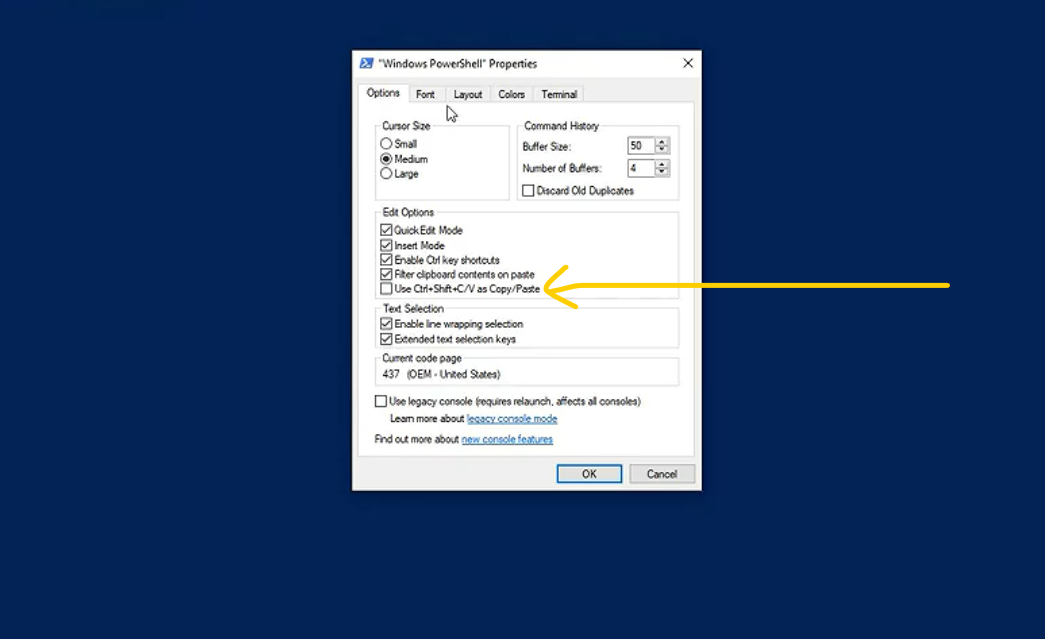 "Windows PowerShell" Properties
Options Font Layout Colors Terminal
Cursor Size
Small
Medium
Large
Command History
Buffer Size: 50
Number of Buffers: 4
Discard Old Duplicates
Edit Options
QuickEdit Mode
Insert Mode
Enable Ctrl key shortcuts
Filter clipboard contents on paste
Use Ctrl+Shift+C/V as Copy/Paste
Text Selection
Enable line wrapping selection
Extended text selection keys
Current code page
437 (OEM - United States)
Use legacy console (requires relaunch, affects all consoles)
Learn more about legacy console mode
Find out more about new console features
OK Cancel